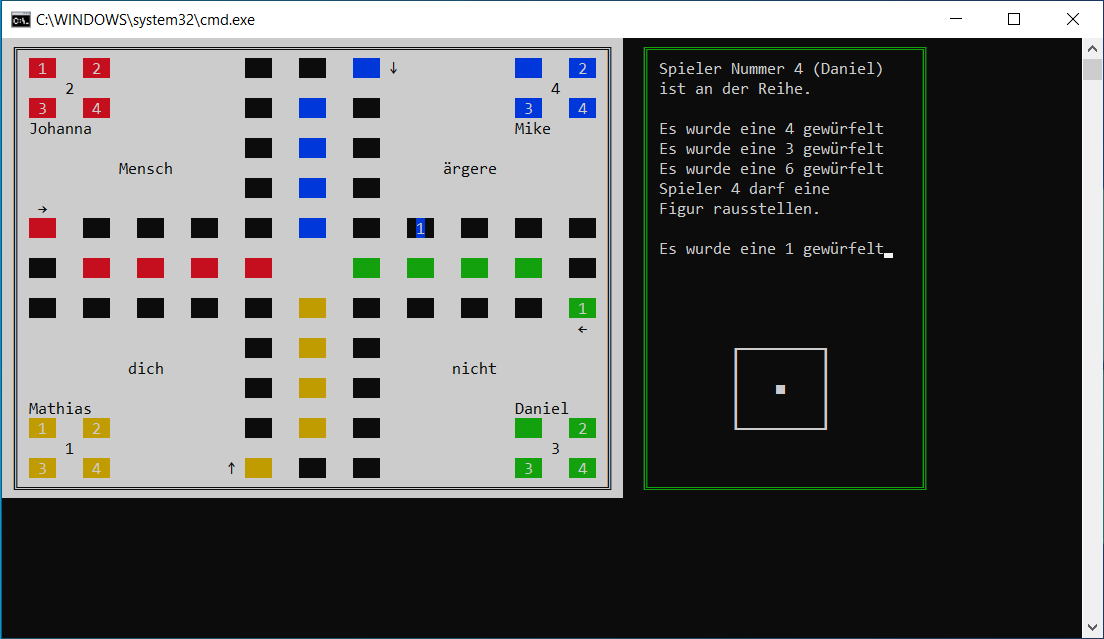 C:\WINDOWS\system32\cmd.exe
1 2
2
3 4
Johanna
Mensch
→
↓
2
4
3 4
Mike
ärgere
1
1
←
dich
nicht
Mathias
1 2
1
3 4
↑
Daniel
2
3
3 4
Spieler Nummer 4 (Daniel)
ist an der Reihe.
Es wurde eine 4 gewürfelt
Es wurde eine 3 gewürfelt
Es wurde eine 6 gewürfelt
Spieler 4 darf eine
Figur rausstellen.
Es wurde eine 1 gewürfelt